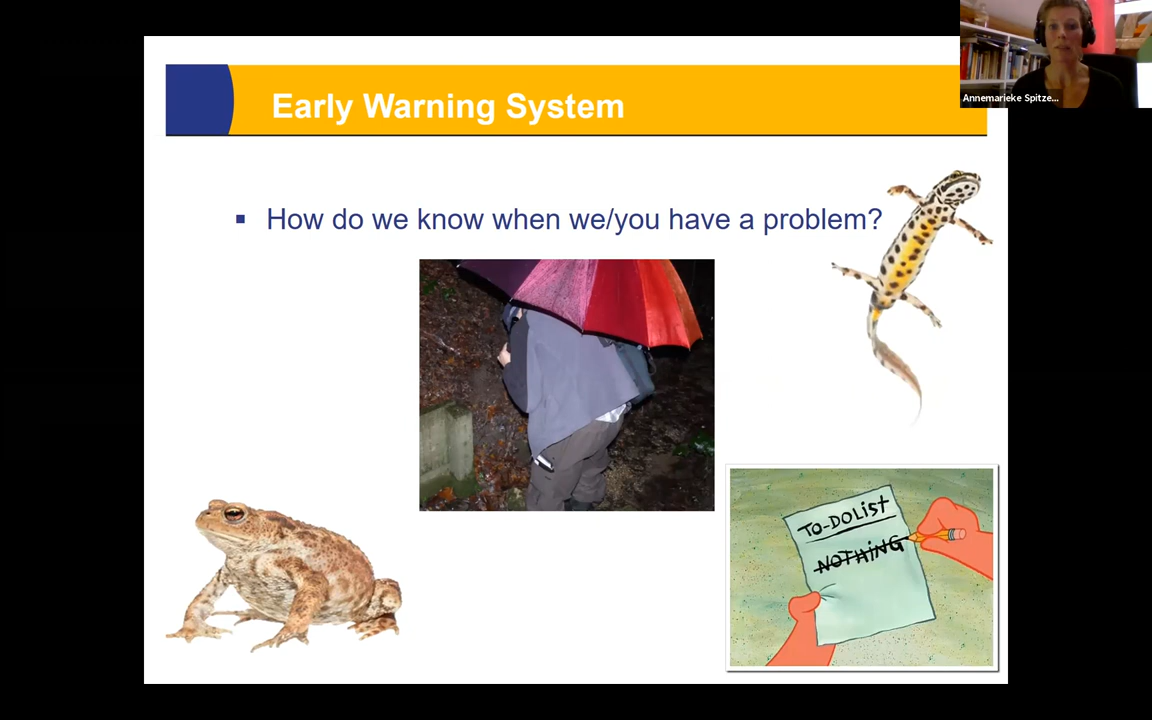 Annemarieke Spitze...
Early Warning System
▪ How do we know when we/you have a problem?
TO-DO LIST
NOTHING